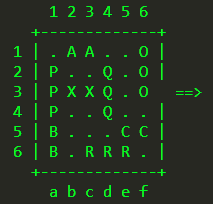 1 2 3 4 5 6
 +-------------+
1 | . A A . . O |
2 | P . . Q . O |
3 | P X X Q . O | ==>
4 | P . . Q . . |
5 | B . . . C C |
6 | B . R R R . |
 +-------------+
  a b c d e f